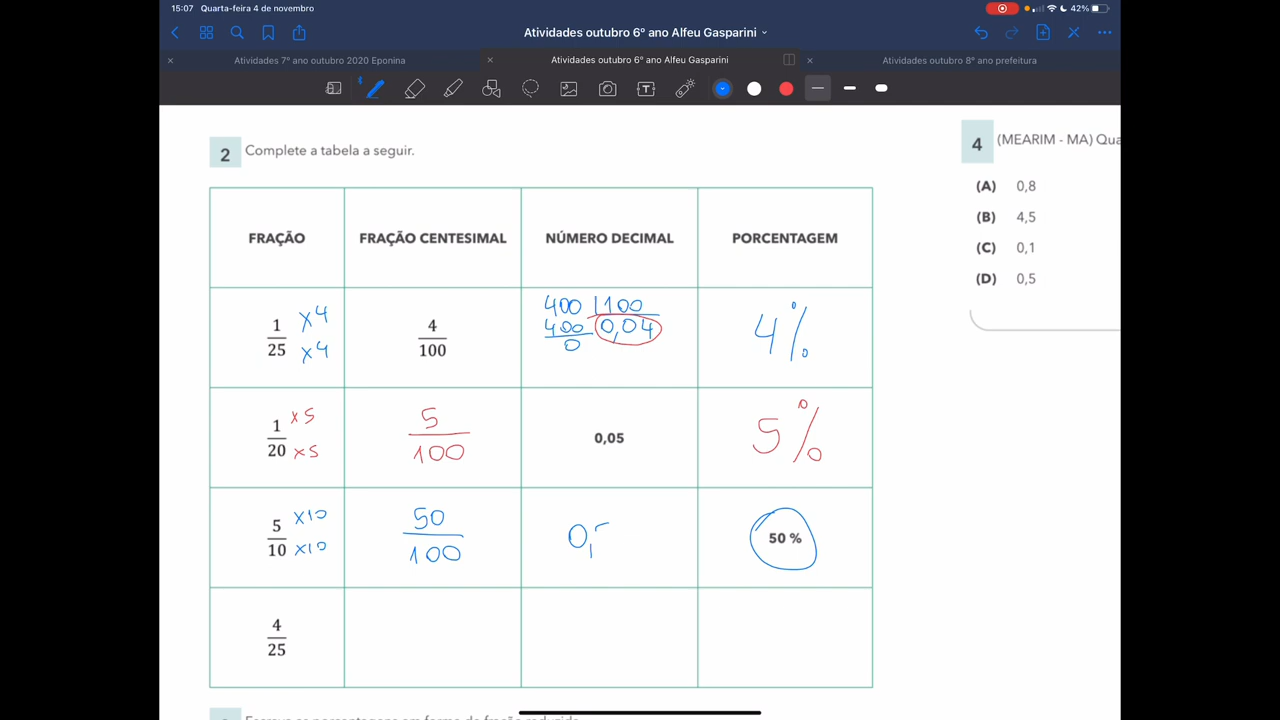 15:07 Quarta-feira 4 de novembro
42%
Atividades outubro 6º ano Alfeu Gasparini
Atividades 7º ano outubro 2020 Eponina
Atividades outubro 6º ano Alfeu Gasparini
Atividades outubro 8º ano prefeitura
2 Complete a tabela a seguir.
FRAÇÃO FRAÇÃO CENTESIMAL NÚMERO DECIMAL PORCENTAGEM
1/25 x4 x4
4/100
400 100
400 0,04
0
4%
1/20 x5 x5
5/100
0,05
5%
5/10 x10 x10
50/100
0,
50 %
4/25
4 (MEARIM - MA) Qua
(A) 0,8
(B) 4,5
(C) 0,1
(D) 0,5